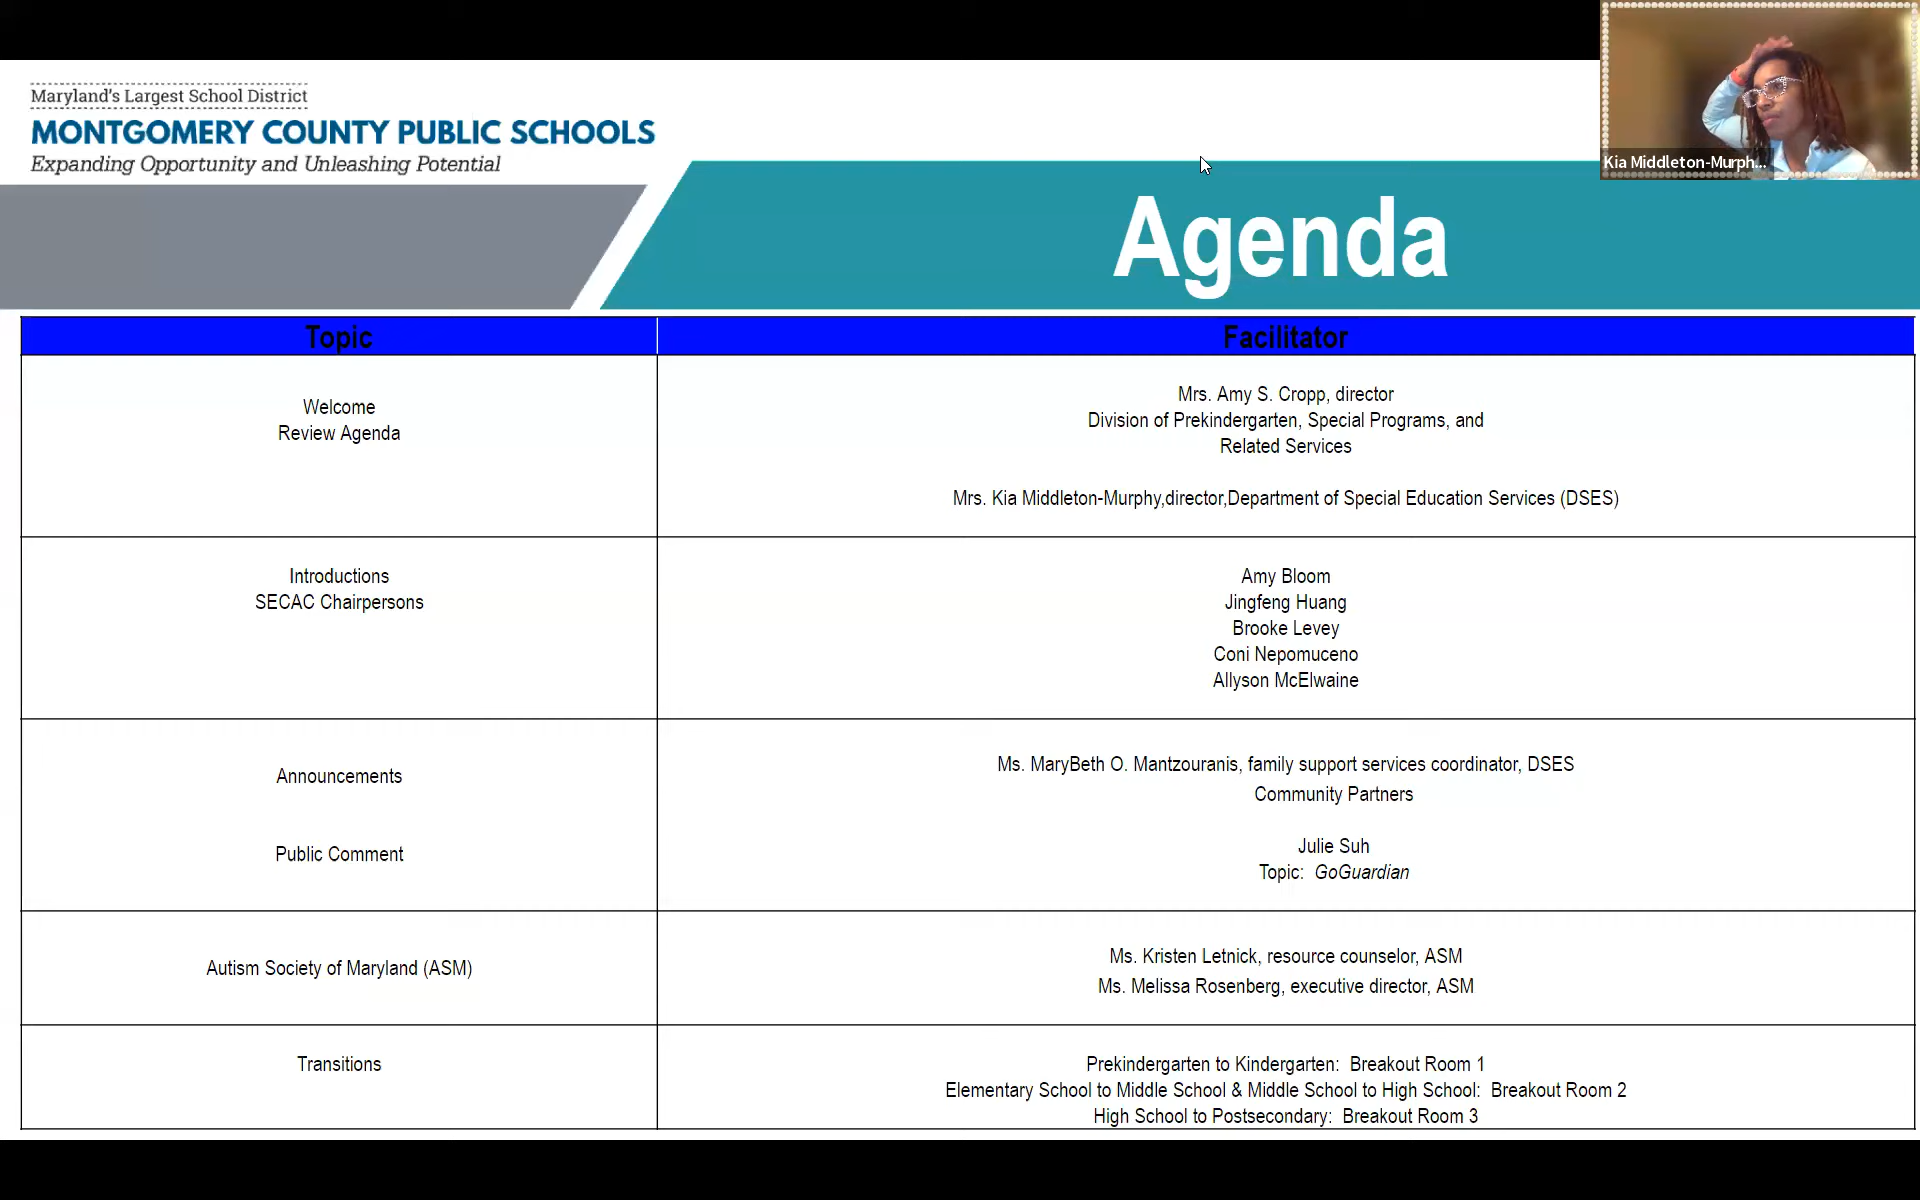 Maryland's Largest School District
MONTGOMERY COUNTY PUBLIC SCHOOLS
Expanding Opportunity and Unleashing Potential
Kia Middleton-Murph...
Agenda
Topic
Facilitator
Welcome
Review Agenda
Mrs. Amy S. Cropp, director
Division of Prekindergarten, Special Programs, and
Related Services
Mrs. Kia Middleton-Murphy,director,Department of Special Education Services (DSES)
Introductions
SECAC Chairpersons
Amy Bloom
Jingfeng Huang
Brooke Levey
Coni Nepomuceno
Allyson McElwaine
Announcements
Ms. MaryBeth O. Mantzouranis, family support services coordinator, DSES
Community Partners
Public Comment
Julie Suh
Topic: GoGuardian
Autism Society of Maryland (ASM)
Ms. Kristen Letnick, resource counselor, ASM
Ms. Melissa Rosenberg, executive director, ASM
Transitions
Prekindergarten to Kindergarten: Breakout Room 1
Elementary School to Middle School & Middle School to High School: Breakout Room 2
High School to Postsecondary: Breakout Room 3